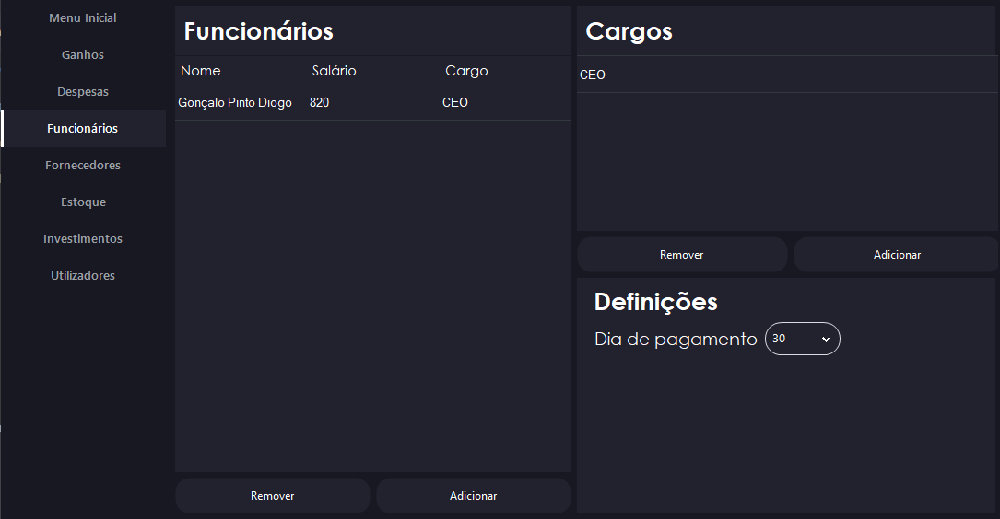 Menu Inicial
Ganhos
Despesas
Funcionários
Fornecedores
Estoque
Investimentos
Utilizadores
Funcionários
Nome Salário Cargo
Gonçalo Pinto Diogo 820 CEO
Remover Adicionar
Cargos
CEO
Remover Adicionar
Definições
Dia de pagamento 30